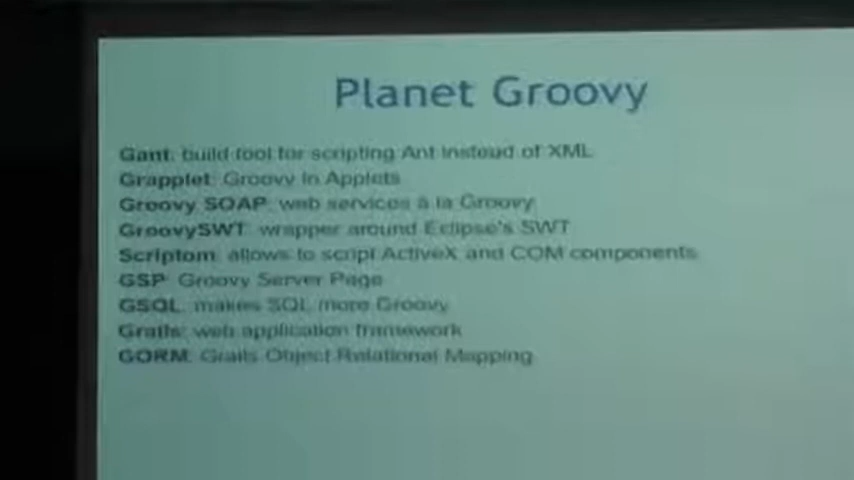 Planet Groovy
Gant: build tool for scripting Ant instead of XML
Grapplet: Groovy in Applets
Groovy SOAP: web services à la Groovy
GroovySWT: wrapper around Eclipse's SWT
Scriptom: allows to script ActiveX and COM components
GSP: Groovy Server Page
GSQL: makes SQL more Groovy
Grails: web application framework
GORM: Grails Object Relational Mapping